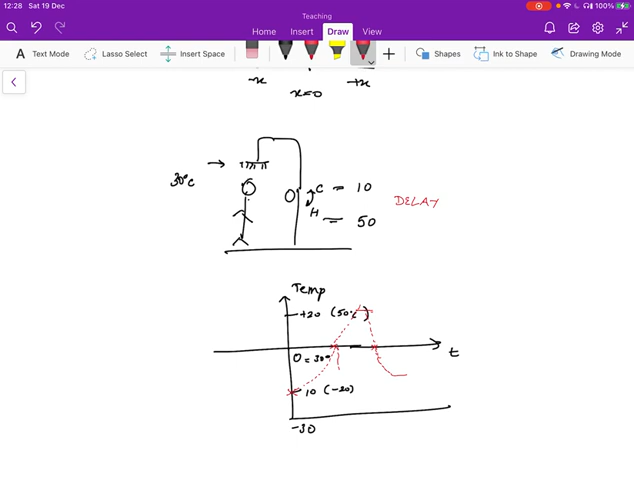 12:28 Sat 19 Dec
100%
Teaching
Home Insert Draw View
Text Mode
Lasso Select
Insert Space
Shapes
Ink to Shape
Drawing Mode
-x
x=0
+x
30°C
C = 10
H = 50
DELAY
Temp
+20 (50°C)
0 = 30°
t
10 (-20)
-30